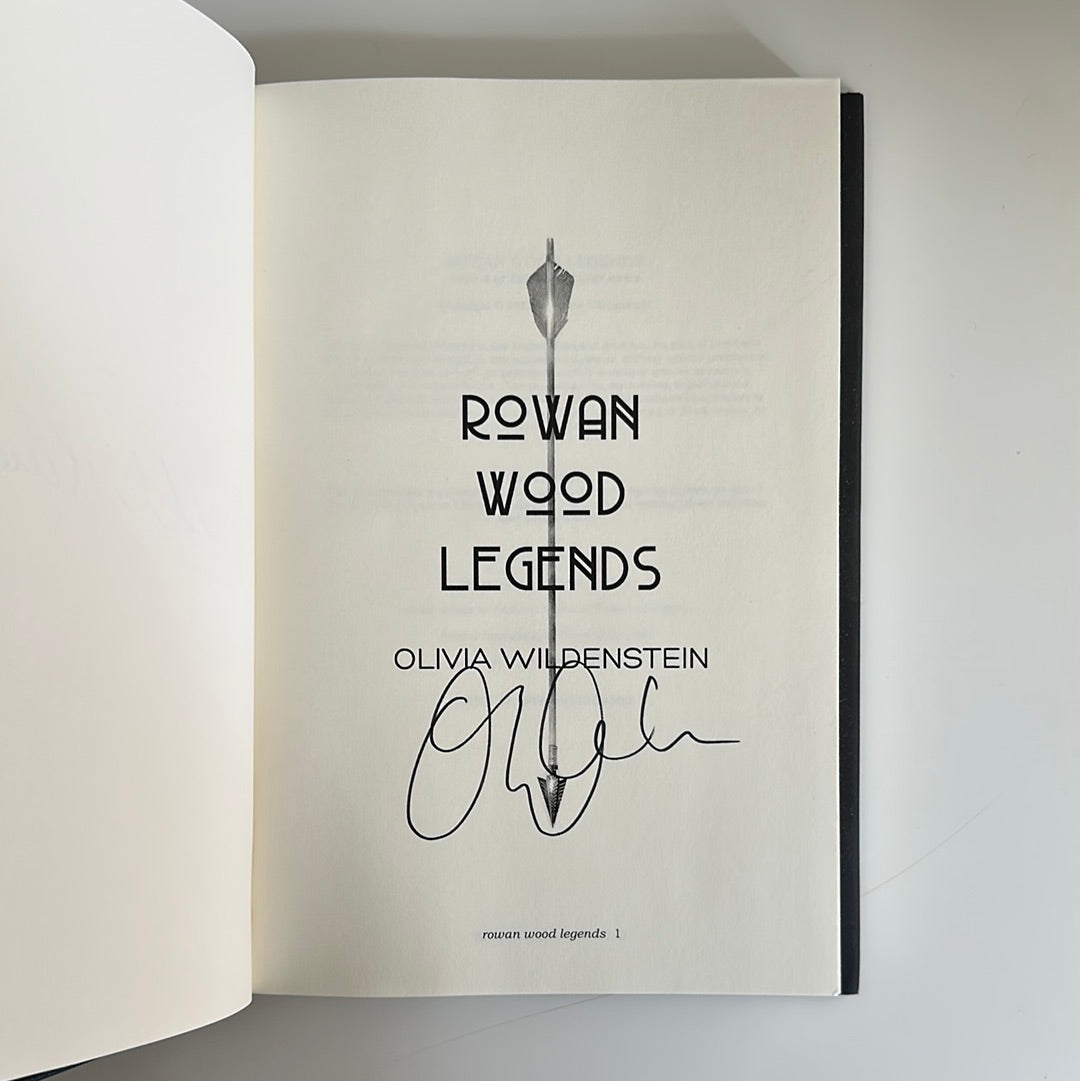 ROWAN
WOOD
LEGENDS
OLIVIA WILDENSTEIN
rowan wood legends 1